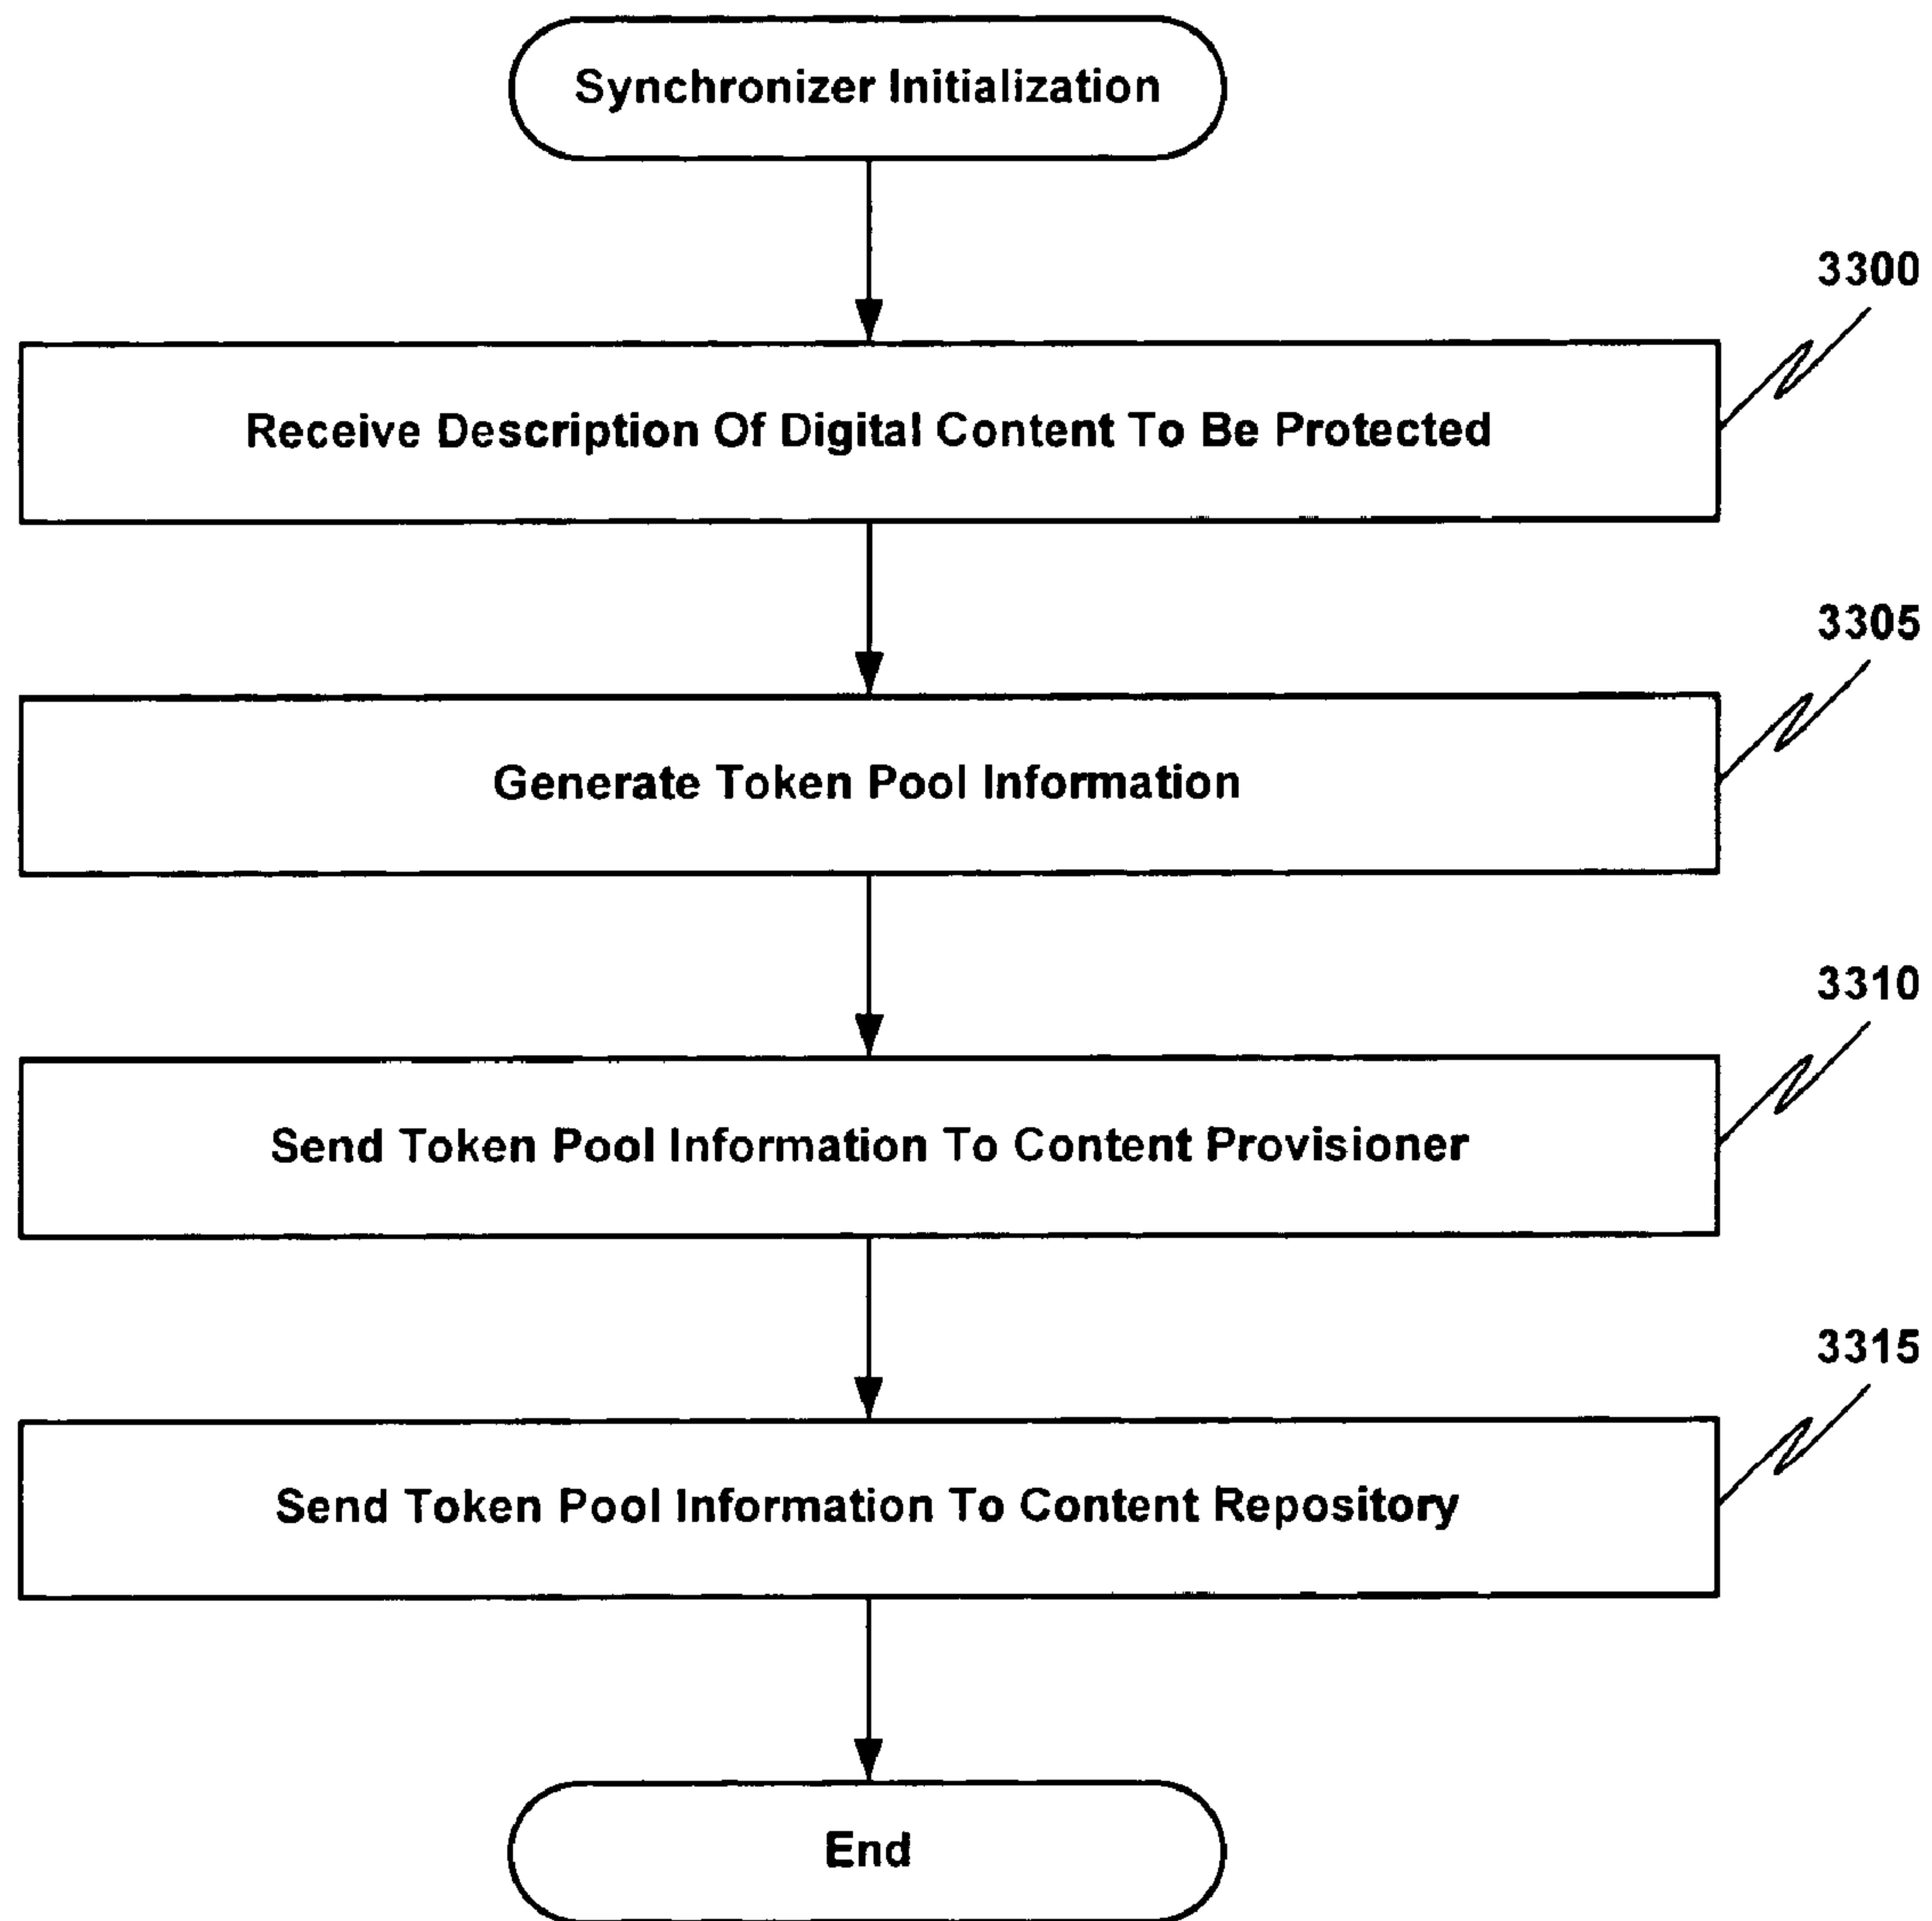 Synchronizer Initialization
3300
Receive Description Of Digital Content To Be Protected
3305
Generate Token Pool Information
3310
Send Token Pool Information To Content Provisioner
3315
Send Token Pool Information To Content Repository
End